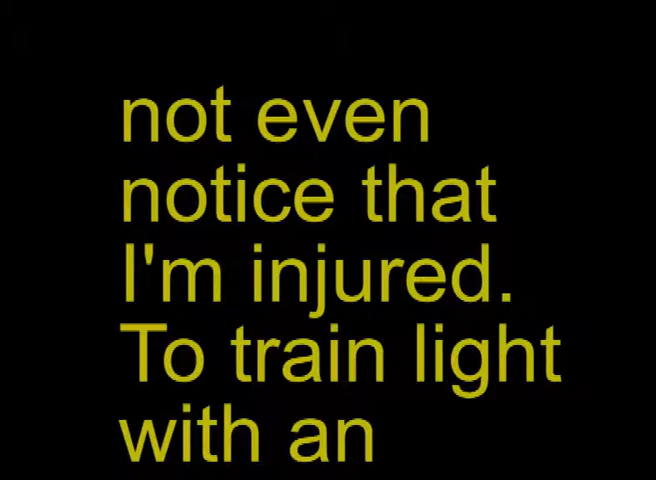 not even
notice that
I'm injured.
To train light
with an